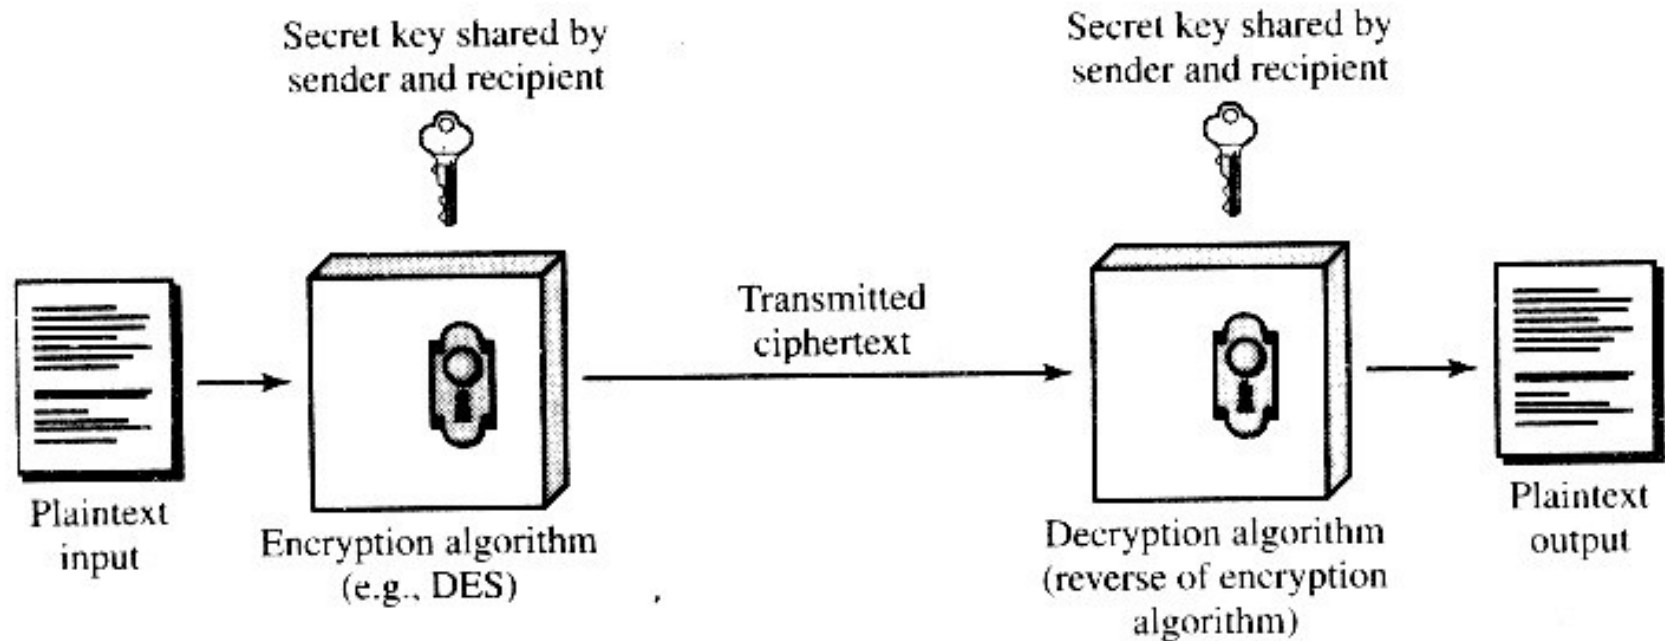 Secret key shared by
sender and recipient
Secret key shared by
sender and recipient
Transmitted
ciphertext
Plaintext
input
Encryption algorithm
(e.g., DES)
Decryption algorithm
(reverse of encryption
algorithm)
Plaintext
output